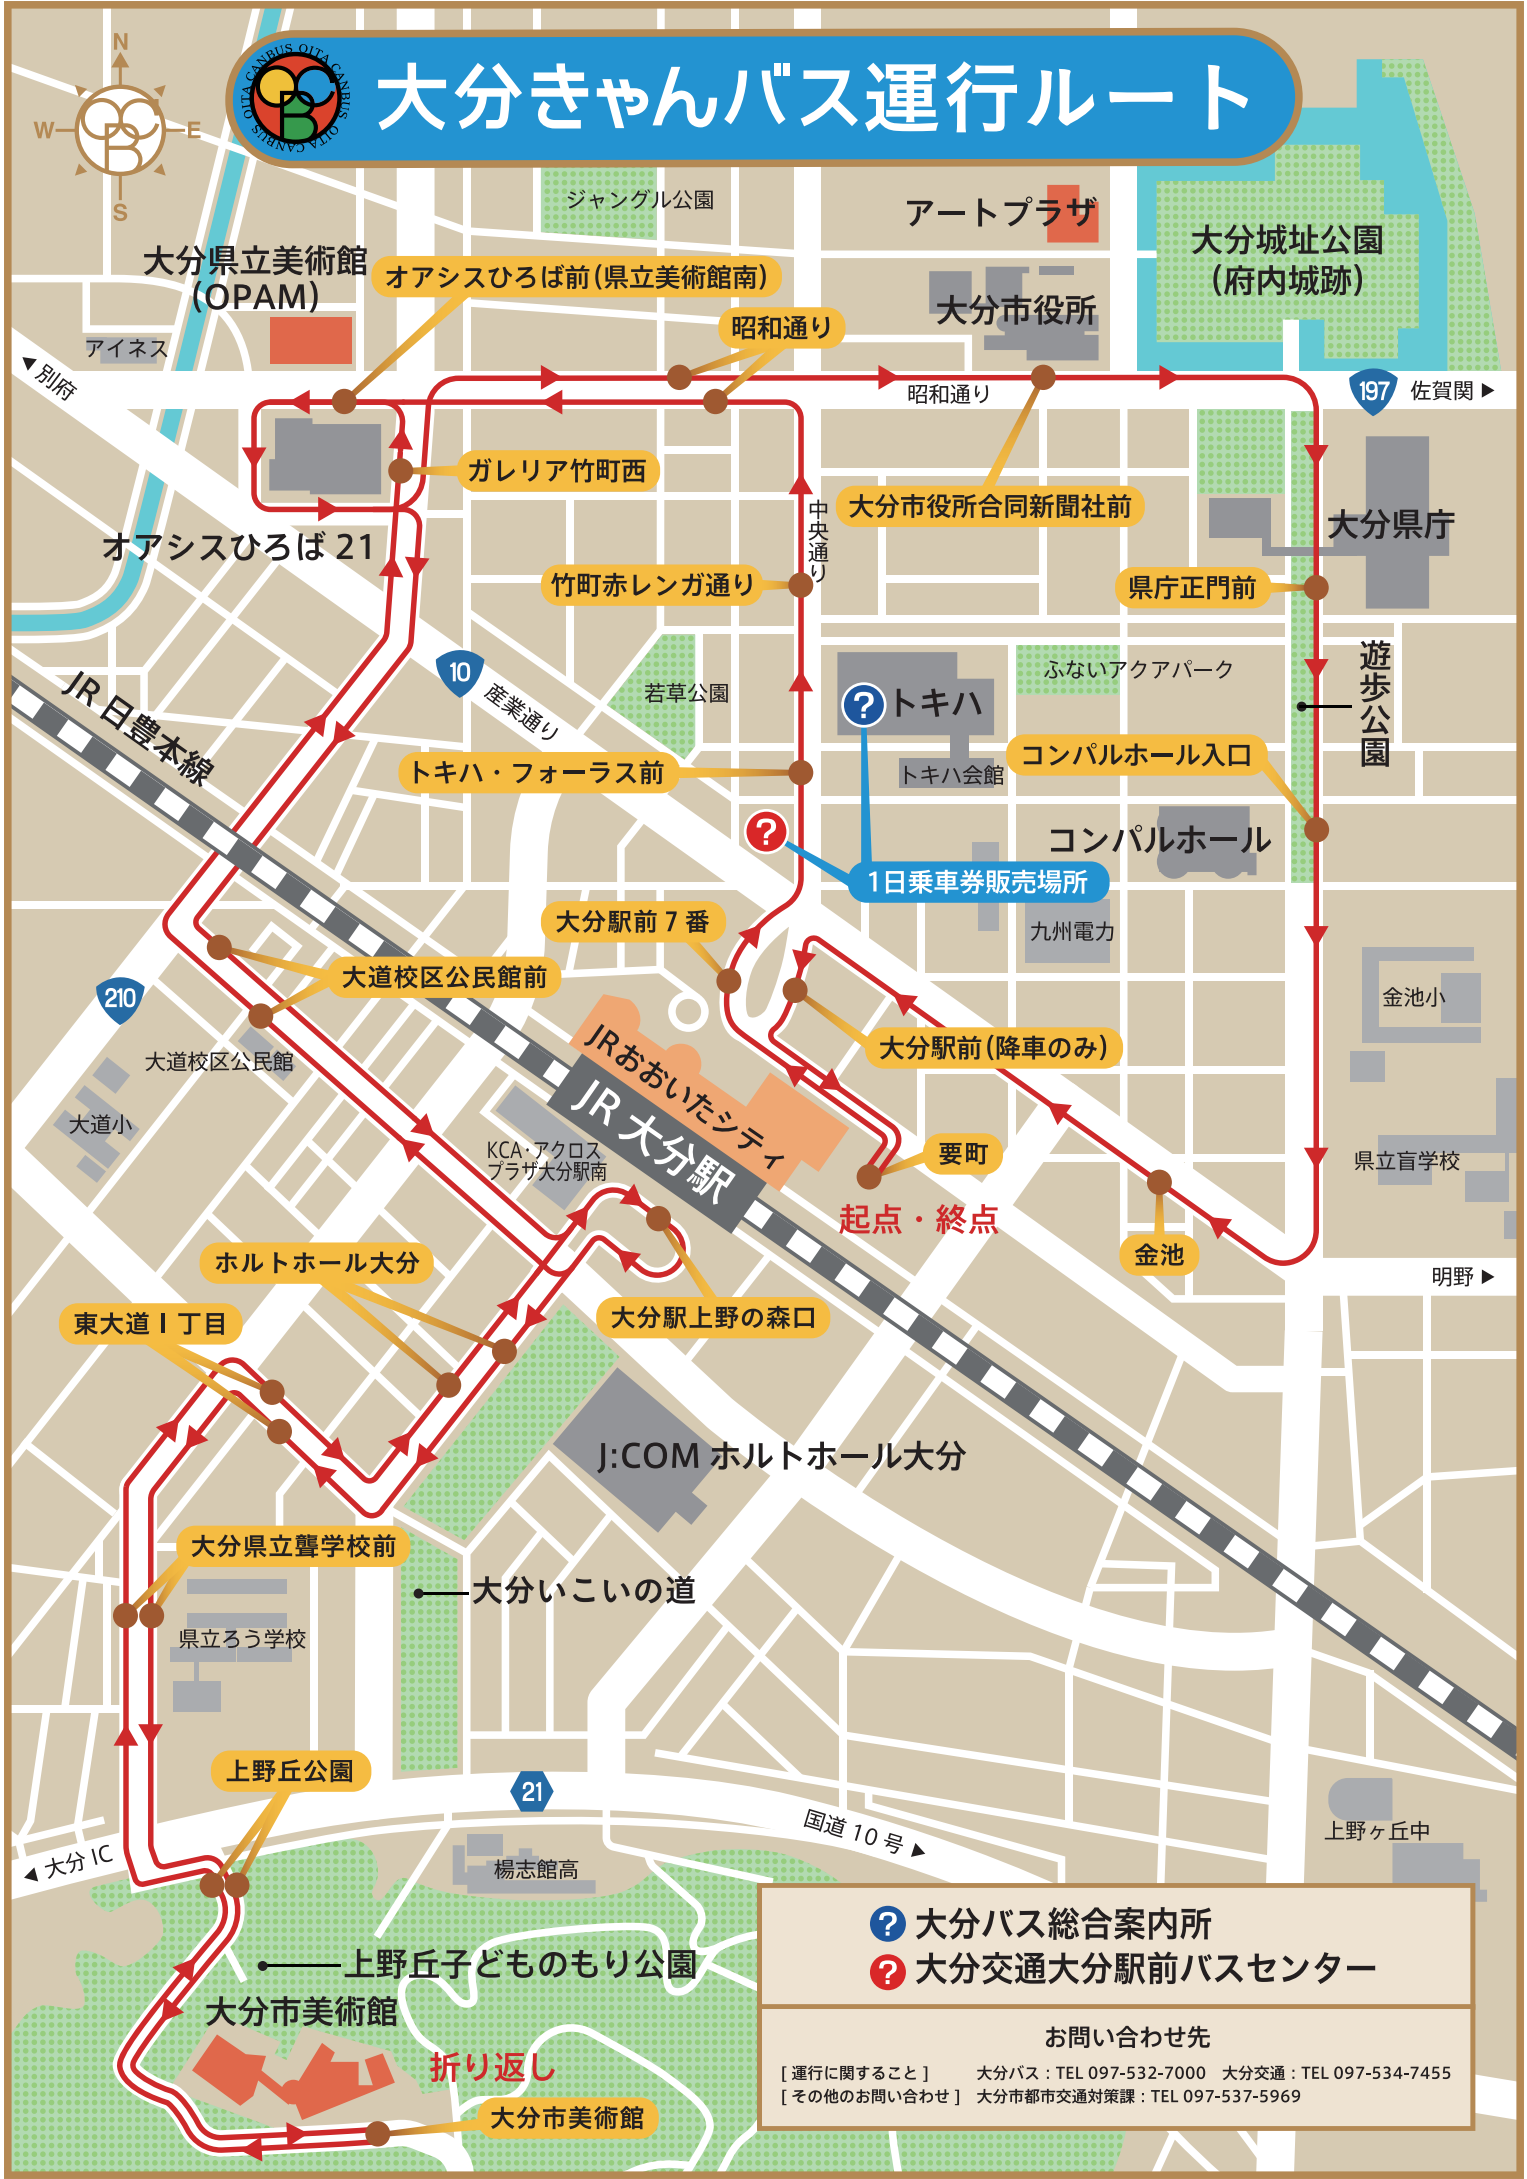 大分きゃんバス運行ルート
OITA CANBUS OITA CANBUS OITA CANBUS
N
W
E
S
ジャングル公園
アートプラザ
大分城址公園
(府内城跡)
大分県立美術館
(OPAM)
オアシスひろば前(県立美術館南)
昭和通り
大分市役所
アイネス
◀別府
昭和通り
197
佐賀関▶
ガレリア竹町西
大分市役所合同新聞社前
中央通り
大分県庁
オアシスひろば 21
竹町赤レンガ通り
県庁正門前
10
産業通り
若草公園
トキハ
?
ふないアクアパーク
遊歩公園
JR 日豊本線
トキハ・フォーラス前
トキハ会館
コンパルホール入口
?
コンパルホール
1日乗車券販売場所
大分駅前 7 番
九州電力
大道校区公民館前
金池小
210
大分駅前(降車のみ)
大道校区公民館
JRおおいたシティ
JR 大分駅
大道小
KCA・アクロス
プラザ大分駅南
要町
県立盲学校
起点・終点
金池
ホルトホール大分
明野▶
大分駅上野の森口
東大道 1 丁目
J:COM ホルトホール大分
大分県立聾学校前
大分いこいの道
県立ろう学校
上野丘公園
21
国道 10 号▶
上野ヶ丘中
◀大分 IC
楊志館高
?大分バス総合案内所
?大分交通大分駅前バスセンター
上野丘子どものもり公園
大分市美術館
折り返し
大分市美術館
お問い合わせ先
[ 運行に関すること ] 大分バス : TEL 097-532-7000 大分交通 : TEL 097-534-7455
[ その他のお問い合わせ ] 大分市都市交通対策課 : TEL 097-537-5969